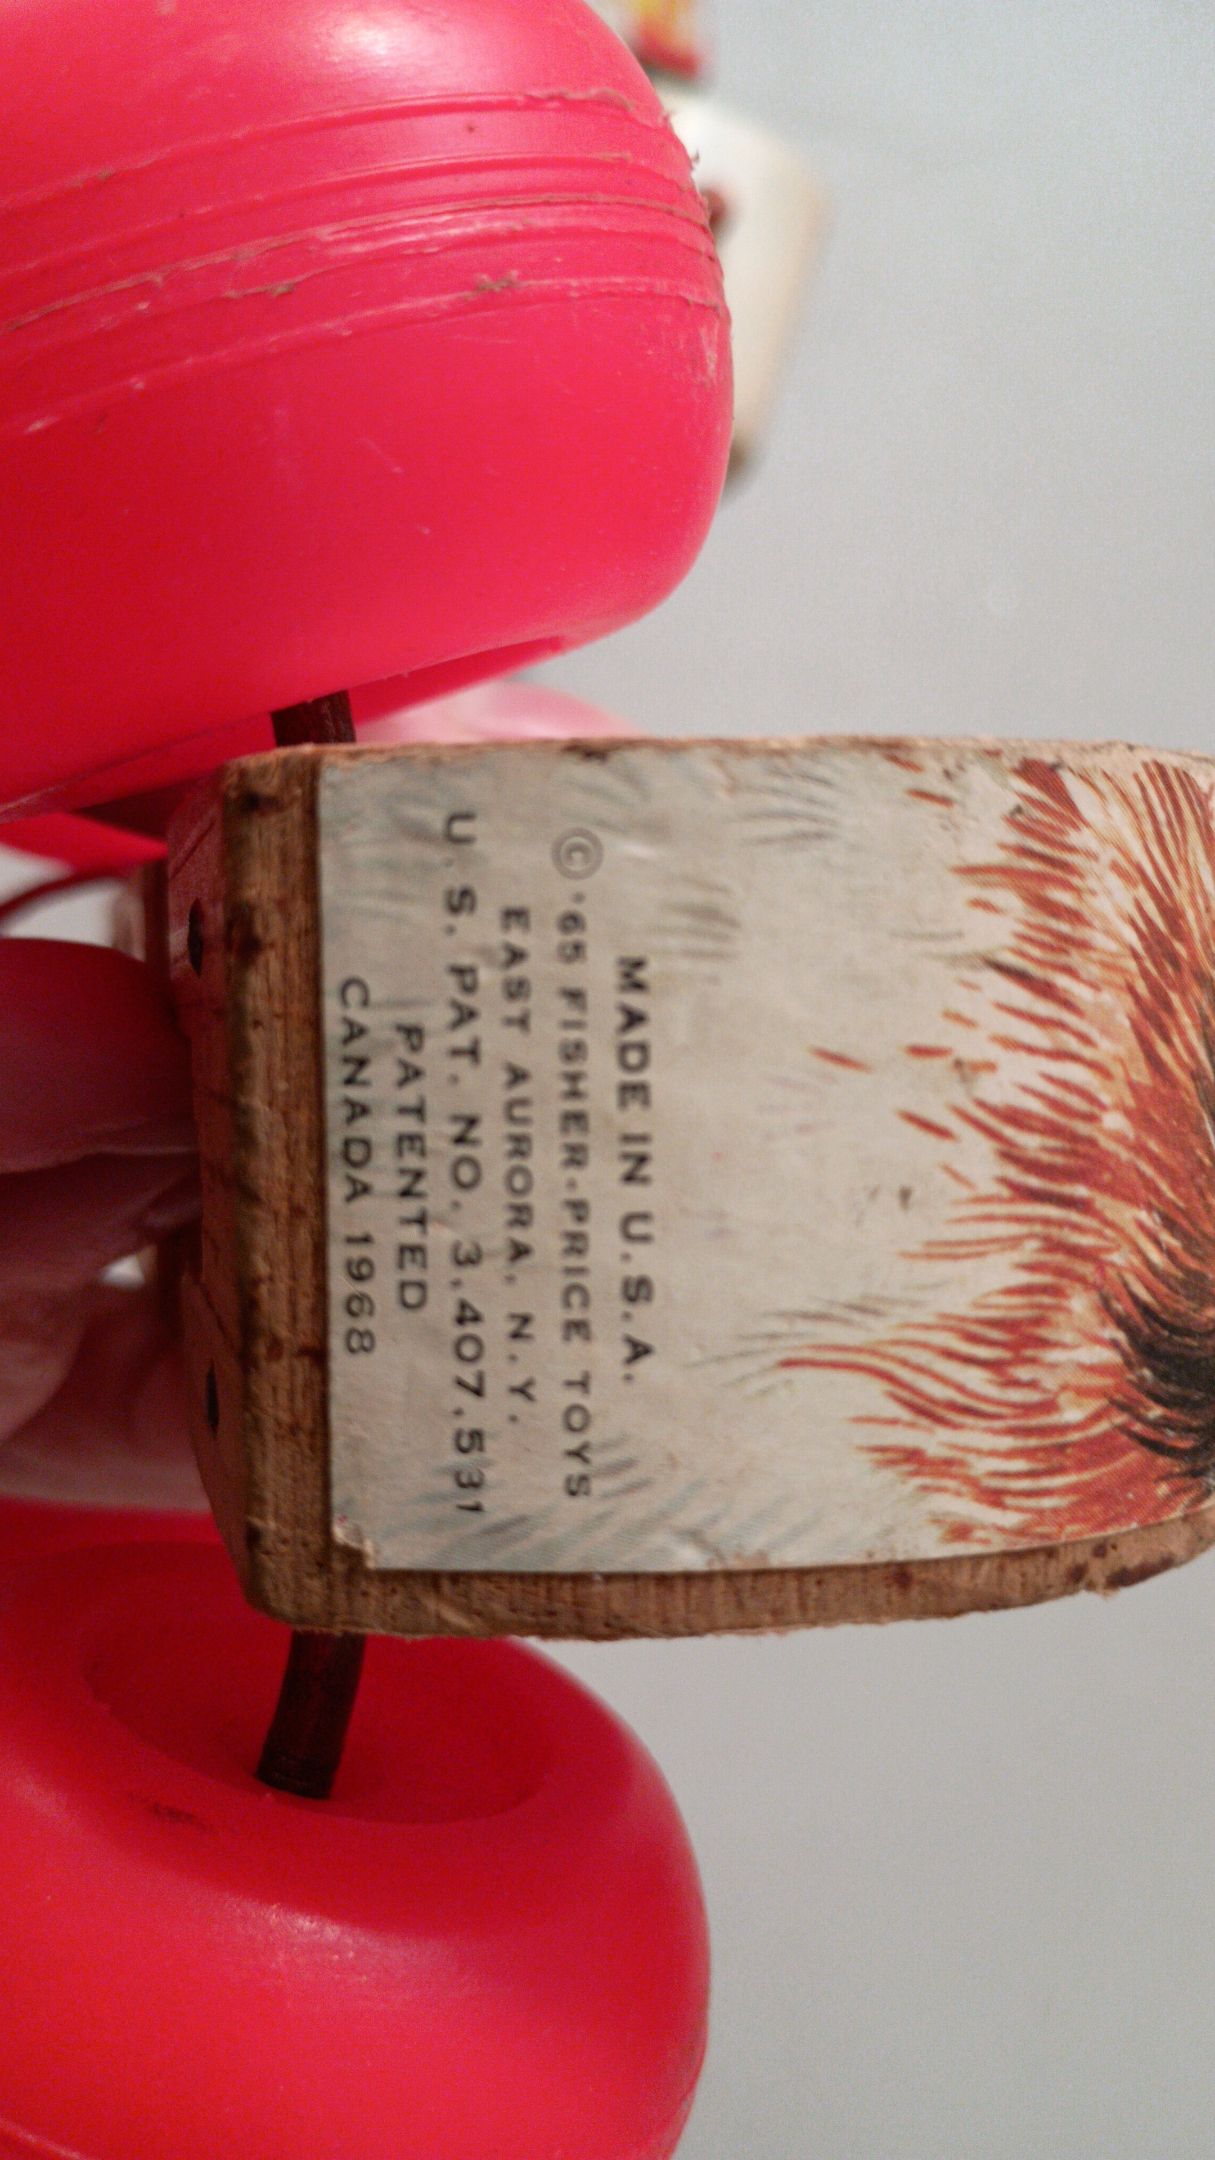 MADE IN U.S.A.
© '65 FISHER-PRICE TOYS
EAST AURORA, N.Y.
U.S. PAT. NO. 3,407,531
PATENTED
CANADA 1968